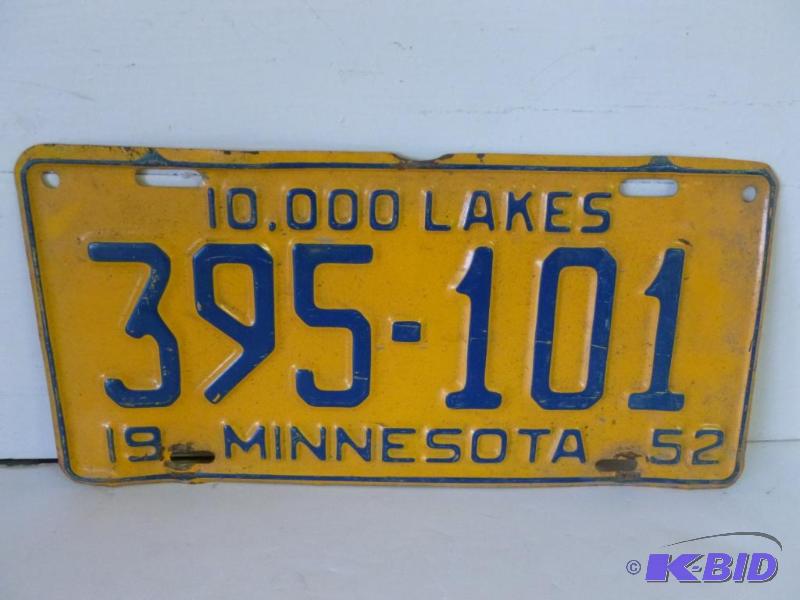 10,000 LAKES
395-101
19 MINNESOTA 52
© K-BID